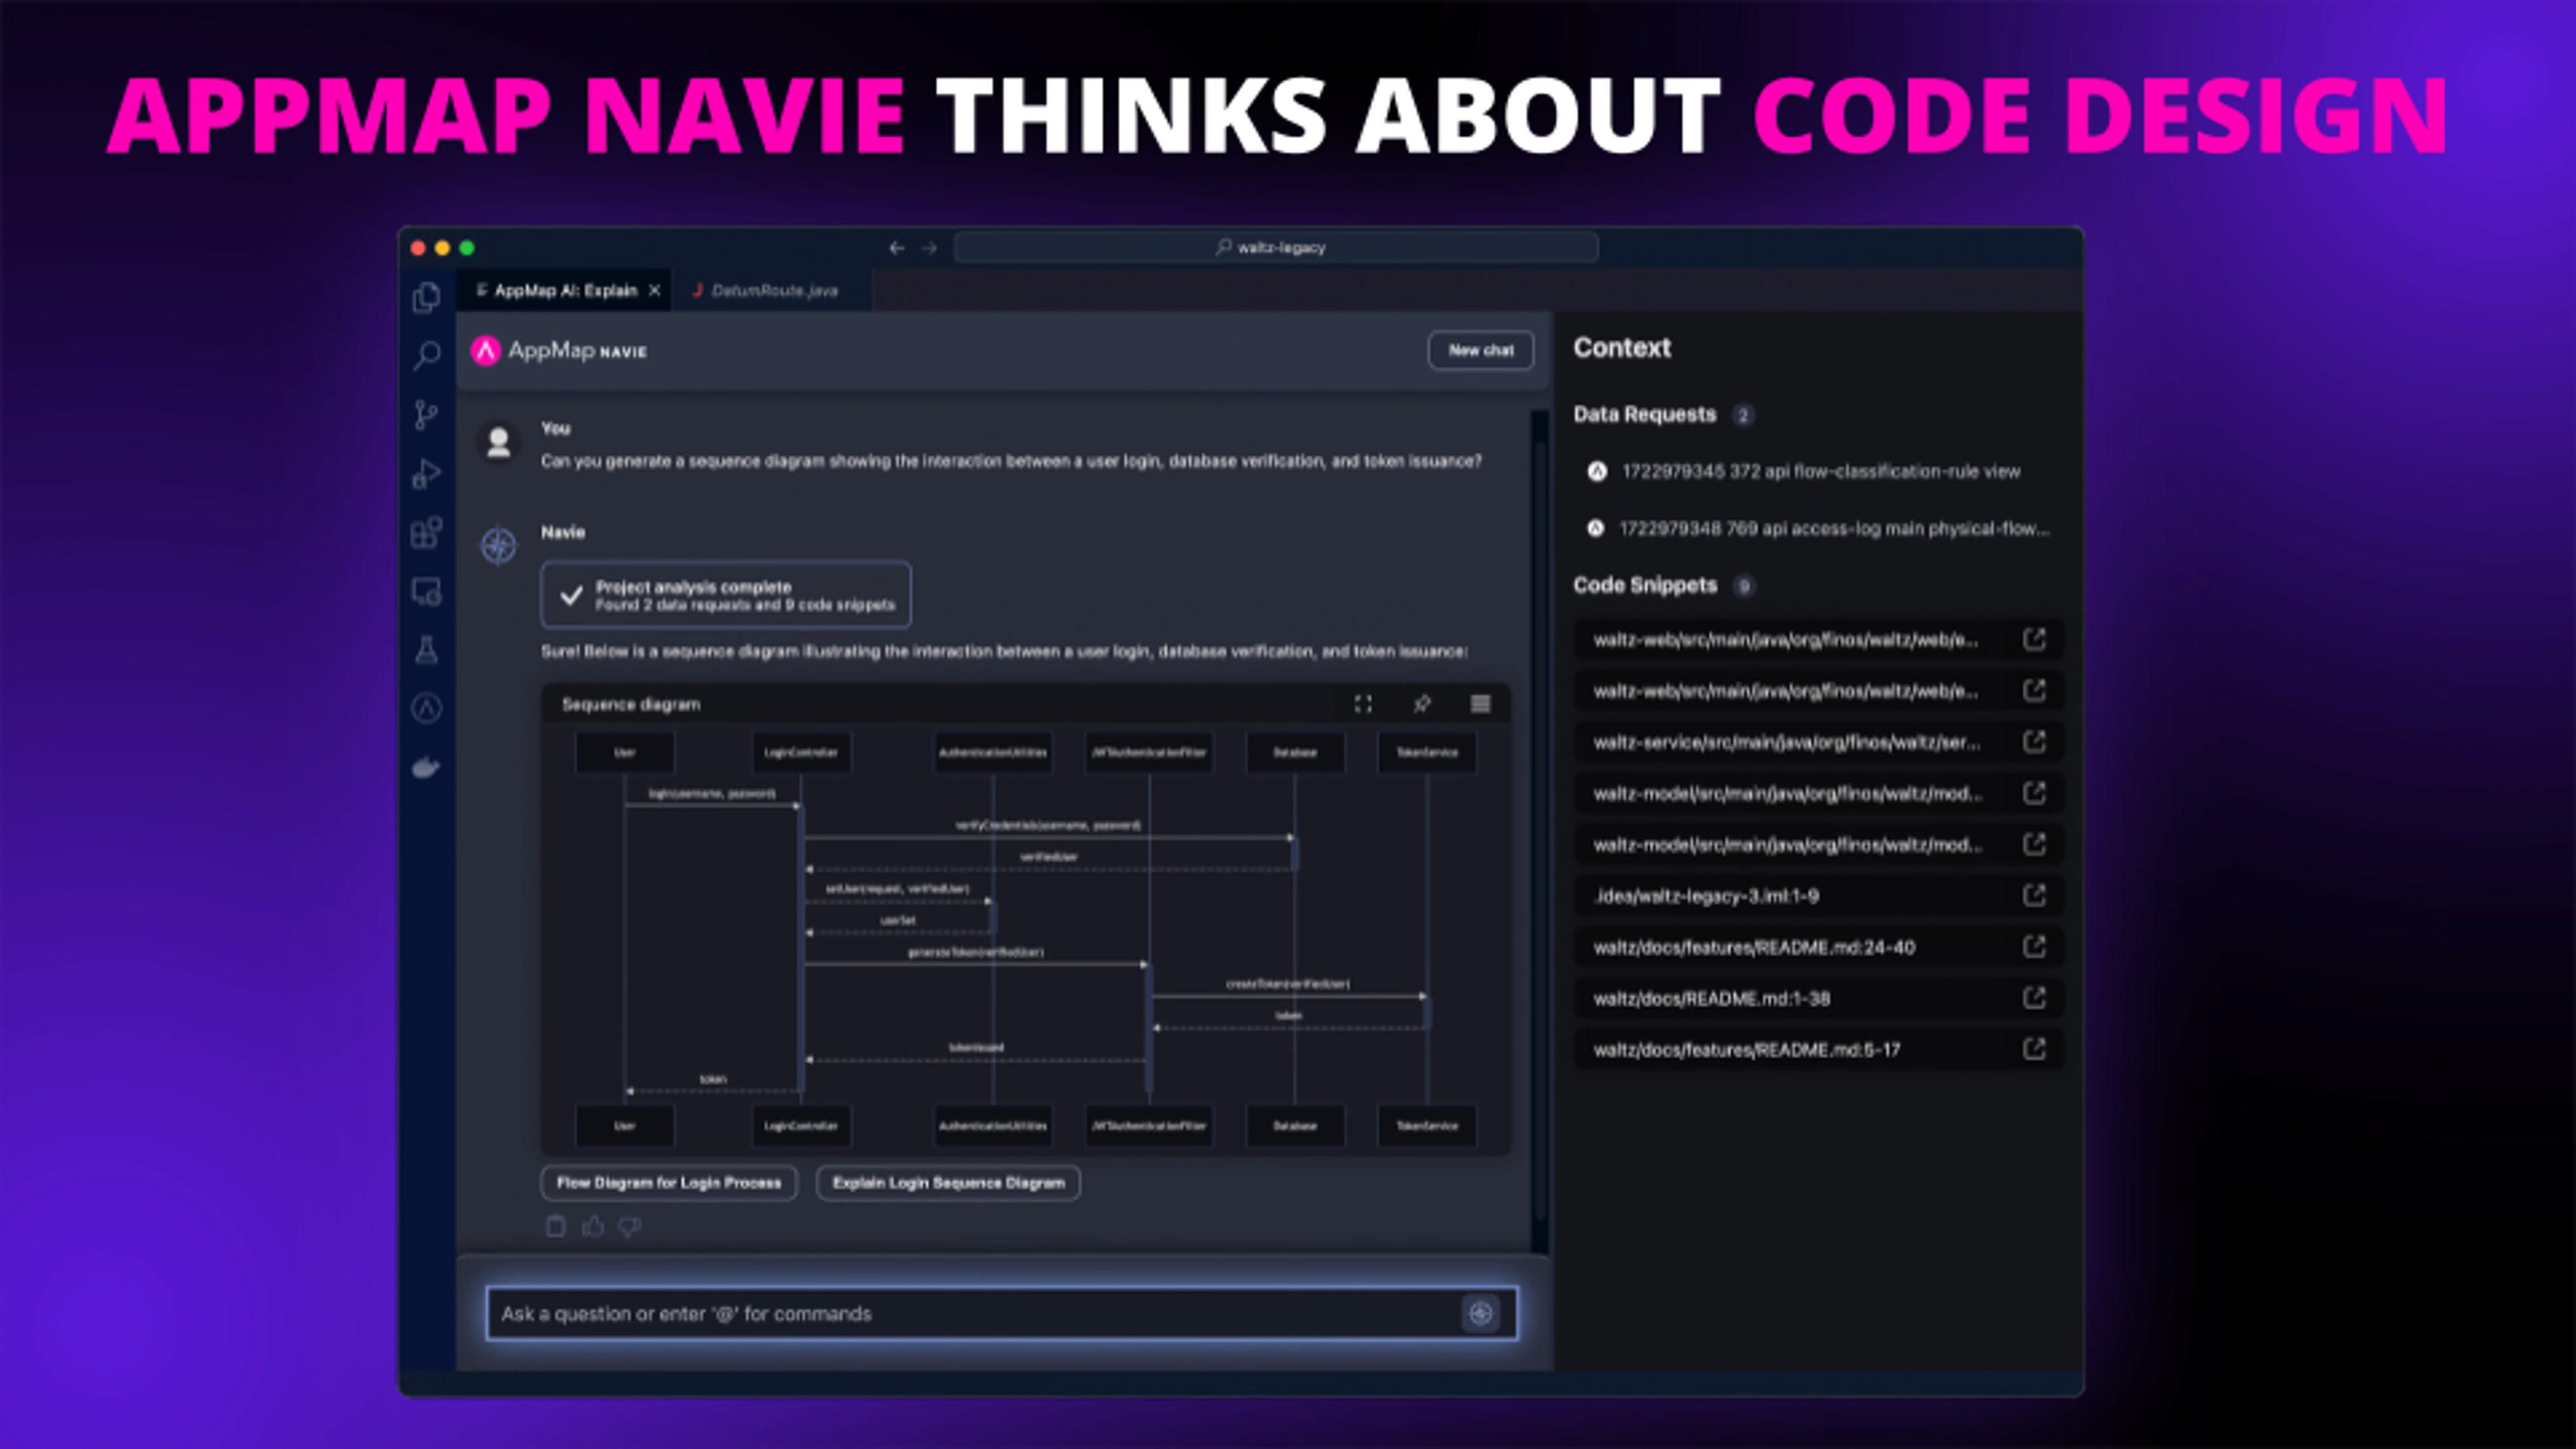 APPMAP NAVIE THINKS ABOUT CODE DESIGN
waltz-legacy
AppMap AI: Explain
DatumRoute.java
AppMap NAVIE
New chat
You
Can you generate a sequence diagram showing the interaction between a user login, database verification, and token issuance?
Navie
Project analysis complete
Found 2 data requests and 9 code snippets
Sure! Below is a sequence diagram illustrating the interaction between a user login, database verification, and token issuance:
Sequence diagram
User LoginController AuthenticationUtilities JWTAuthenticationFilter Database TokenService
login(username, password)
verifyCredentials(username, password)
verifiedUser
setUser(request, verifiedUser)
userSet
generateToken(verifiedUser)
createToken(verifiedUser)
token
tokenIssued
token
User LoginController AuthenticationUtilities JWTAuthenticationFilter Database TokenService
Flow Diagram for Login Process
Explain Login Sequence Diagram
Ask a question or enter '@' for commands
Context
Data Requests 2
1722979345 372 api flow-classification-rule view
1722979348 769 api access-log main physical-flow...
Code Snippets 9
waltz-web/src/main/java/org/finos/waltz/web/e...
waltz-web/src/main/java/org/finos/waltz/web/e...
waltz-service/src/main/java/org/finos/waltz/ser...
waltz-model/src/main/java/org/finos/waltz/mod...
waltz-model/src/main/java/org/finos/waltz/mod...
.idea/waltz-legacy-3.iml:1-9
waltz/docs/features/README.md:24-40
waltz/docs/README.md:1-38
waltz/docs/features/README.md:5-17